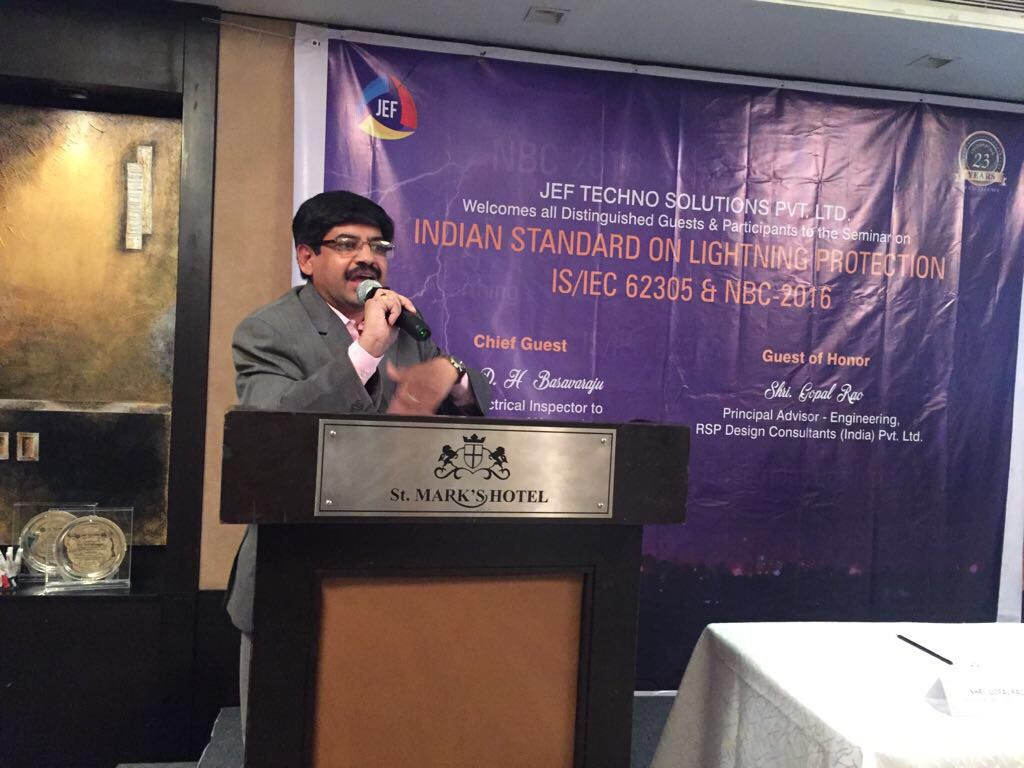 JEF
23
YEARS
JEF TECHNO SOLUTIONS PVT. LTD.
Welcomes all Distinguished Guests & Participants to the Seminar on
INDIAN STANDARD ON LIGHTNING PROTECTION
IS/IEC 62305 & NBC-2016
Chief Guest
D. H Basavaraju
ctrical Inspector to
Guest of Honor
Shri. Gopal Rao
Principal Advisor - Engineering,
RSP Design Consultants (India) Pvt. Ltd.
St. MARK'S HOTEL